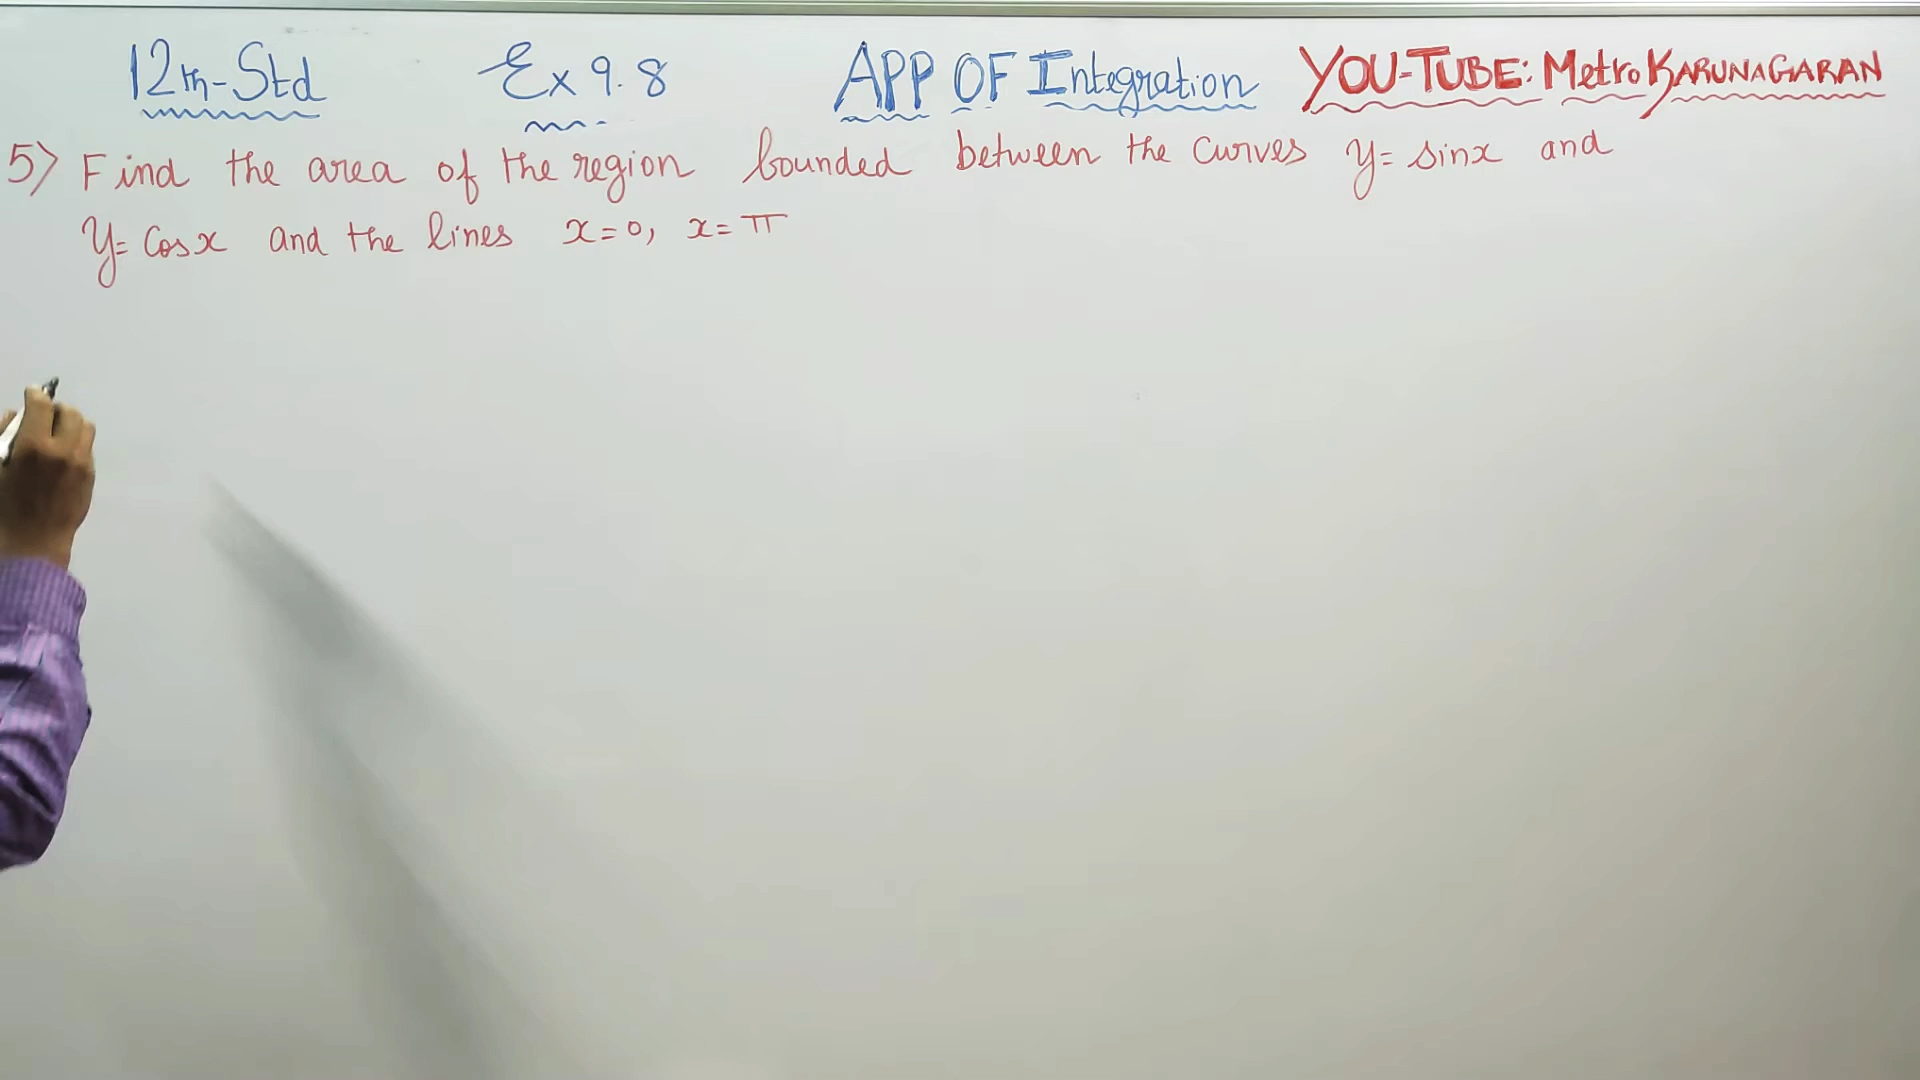 12th-Std Ex 9.8 APP OF Integration YOU-TUBE: Metro KARUNAGARAN
5) Find the area of the region bounded between the curves y= sinx and
y= cosx and the lines x=0, x=π